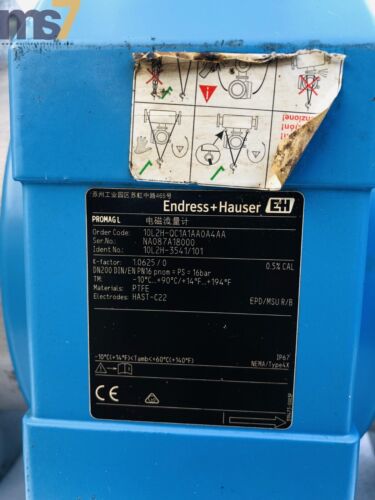 ms7
nzione!
苏州工业园区苏虹中路465号
Endress+Hauser EH
PROMAG L 电磁流量计
Order Code: 10L2H-QC1A1AA0A4AA
Ser.No: NA087A18000
Ident.No: 10L2H-3541/101
K-factor: 1.0625/0 0.5% CAL
DN200 DIN/EN PN16 pnom = PS = 16bar
TM: -10°C...+90°C/+14°F...+194°F
Materials: PTFE
Electrodes: HAST-C22 EPD/MSU R/B
-10°C(+14°F)<Tamb<+60°C(+140°F) IP67
NEMA/Type4X
CE